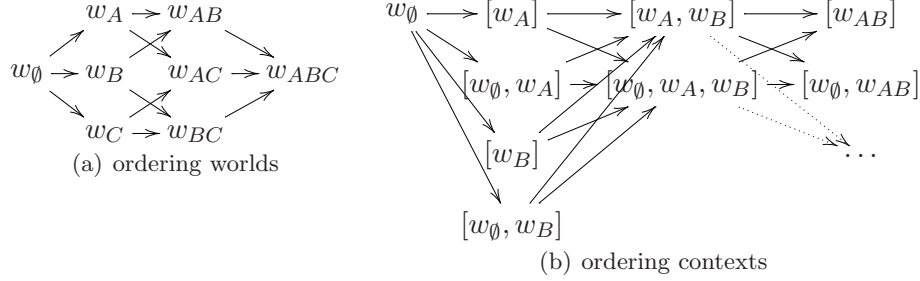 w_A w_AB
w_∅ w_B w_AC w_ABC
w_C w_BC
(a) ordering worlds
w_∅ [w_A] [w_A, w_B] [w_AB]
[w_∅, w_A] [w_∅, w_A, w_B] [w_∅, w_AB]
[w_B] ...
[w_∅, w_B]
(b) ordering contexts